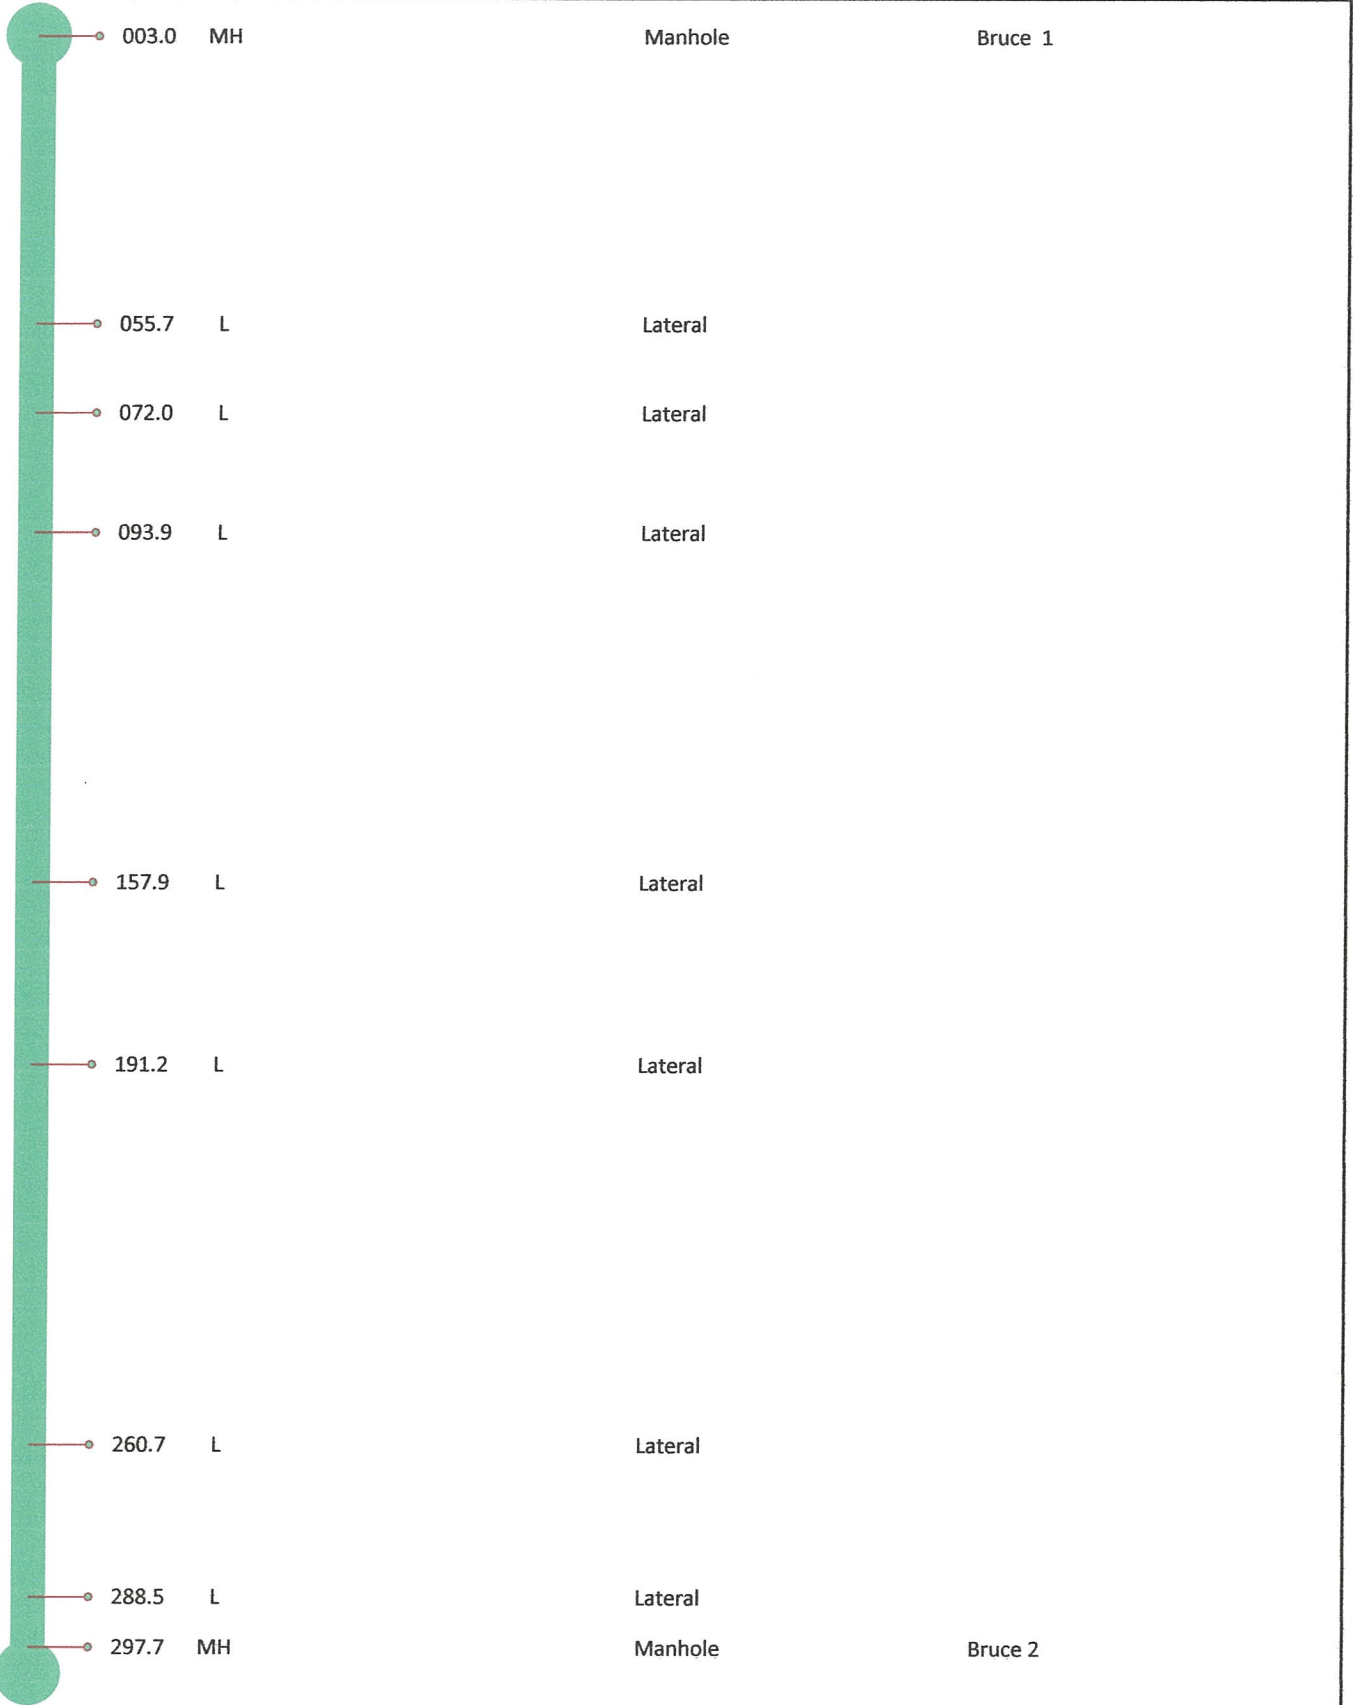 003.0 MH Manhole Bruce 1
055.7 L Lateral
072.0 L Lateral
093.9 L Lateral
157.9 L Lateral
191.2 L Lateral
260.7 L Lateral
288.5 L Lateral
297.7 MH Manhole Bruce 2